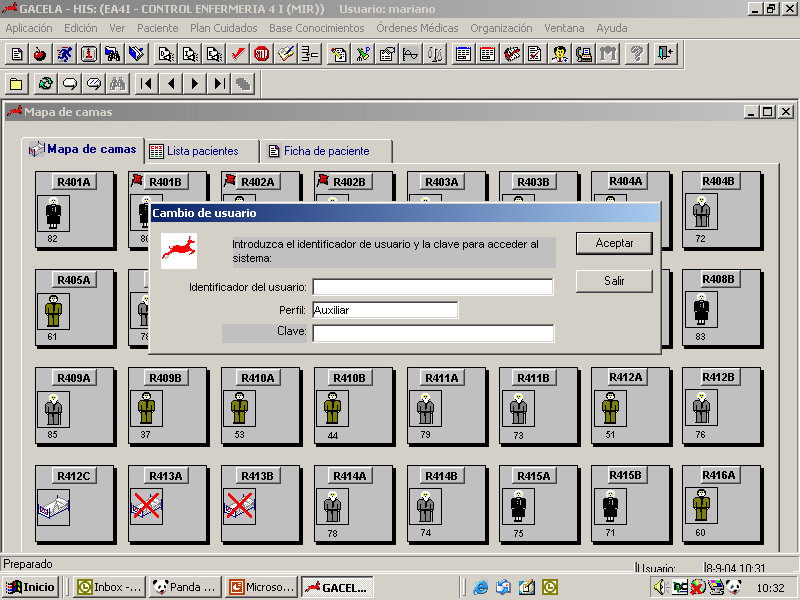 GACELA - HIS: (EA4I - CONTROL ENFERMERIA 4 I (MIR)) Usuario: mariano
Aplicación Edición Ver Paciente Plan Cuidados Base Conocimientos Órdenes Médicas Organización Ventana Ayuda
Mapa de camas
Mapa de camas Lista pacientes Ficha de paciente
R401A R401B R402A R402B R403A R403B R404A R404B
82 72
Cambio de usuario
Introduzca el identificador de usuario y la clave para acceder al
sistema:
Aceptar
Salir
Identificador del usuario:
Perfil: Auxiliar
Clave:
R405A R408B
61 83
R409A R409B R410A R410B R411A R411B R412A R412B
85 37 53 44 79 73 51 76
R412C R413A R413B R414A R414B R415A R415B R416A
78 74 75 71 60
Preparado Usuario: 8-9-04 10:31
Inicio Inbox -... Panda ... Microso... GACEL... 10:32